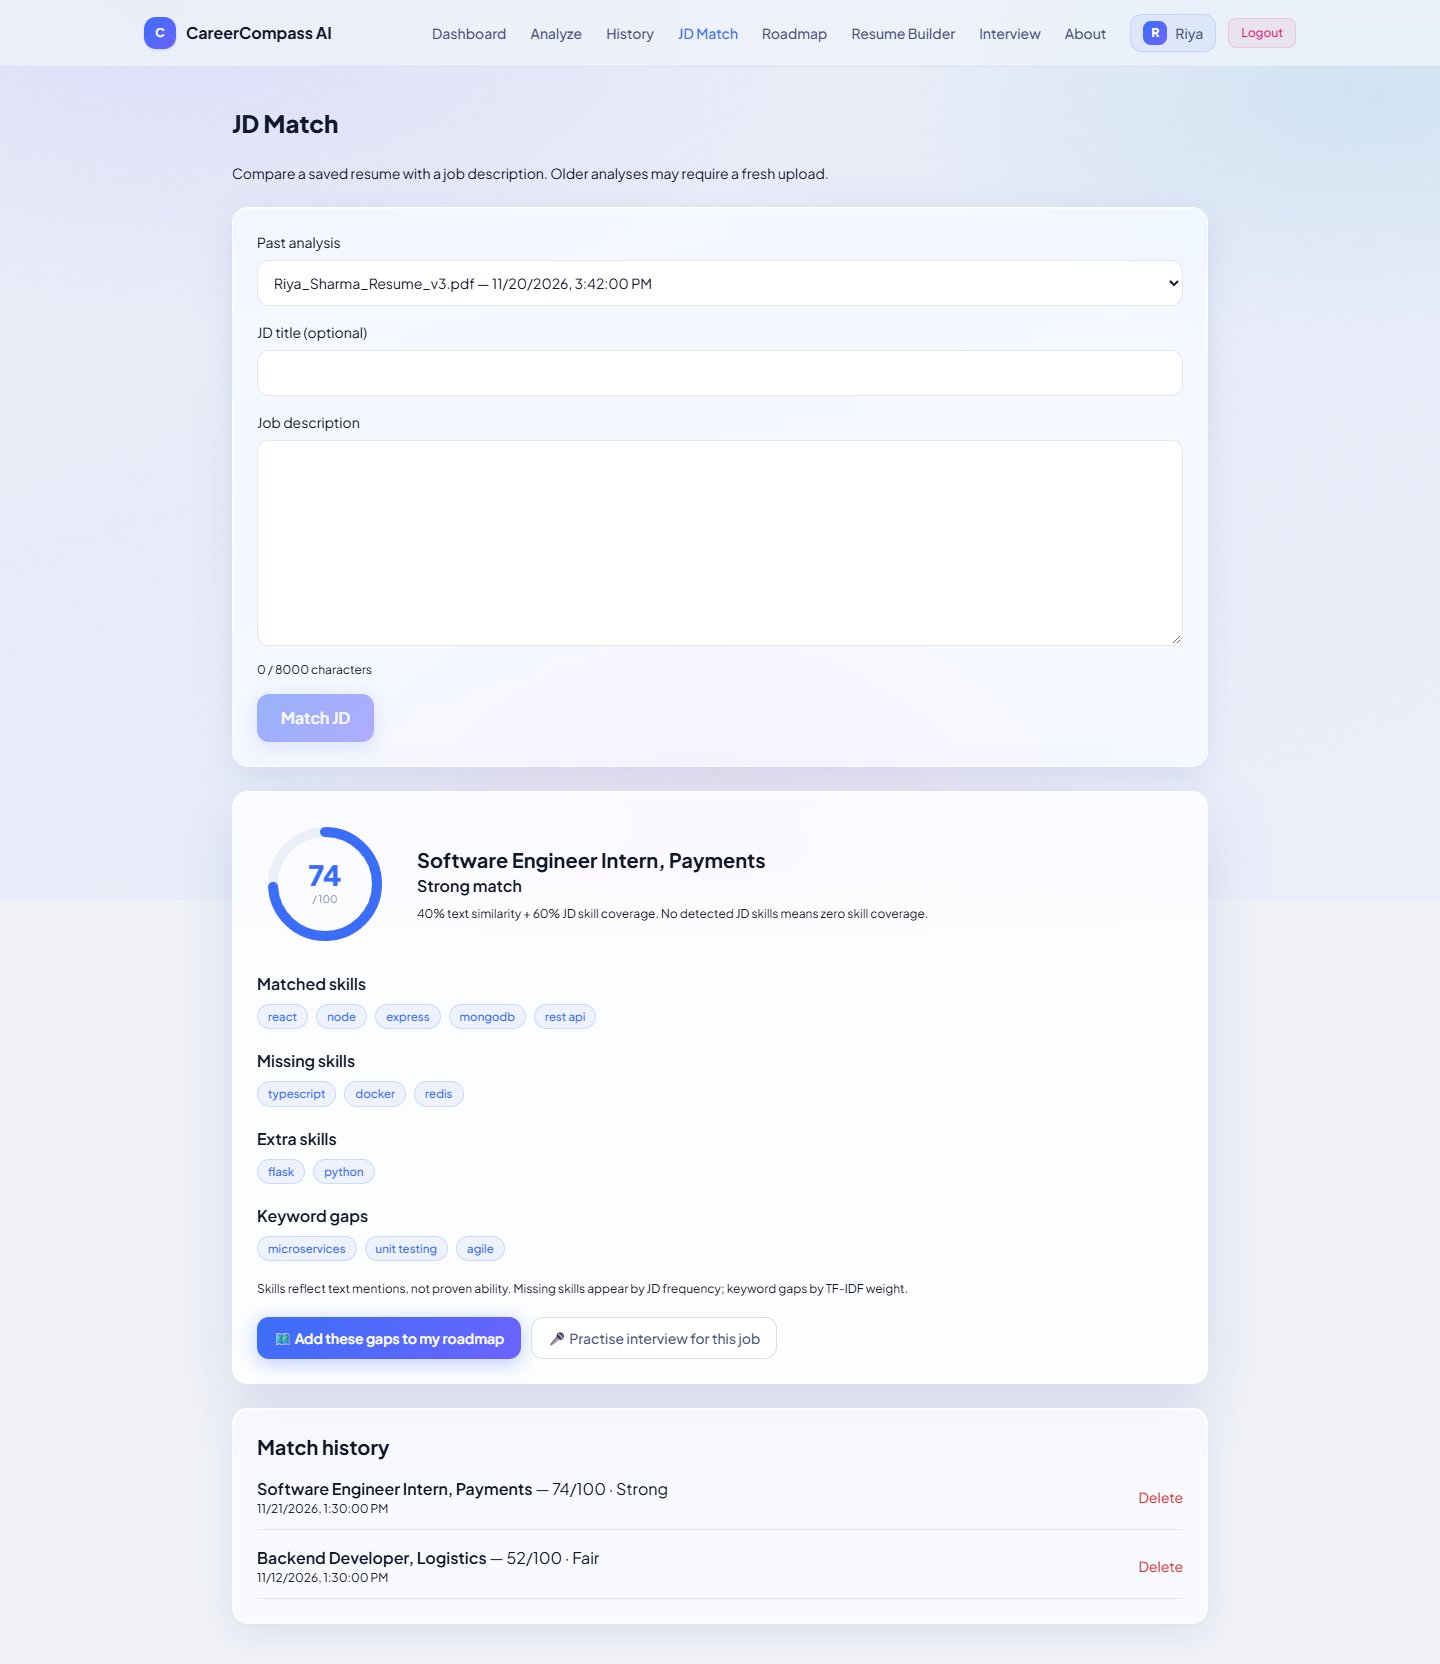 C CareerCompass AI Dashboard Analyze History JD Match Roadmap Resume Builder Interview About R Riya Logout
JD Match
Compare a saved resume with a job description. Older analyses may require a fresh upload.
Past analysis
Riya_Sharma_Resume_v3.pdf — 11/20/2026, 3:42:00 PM
JD title (optional)
Job description
0 / 8000 characters
Match JD
74
/ 100
Software Engineer Intern, Payments
Strong match
40% text similarity + 60% JD skill coverage. No detected JD skills means zero skill coverage.
Matched skills
react node express mongodb rest api
Missing skills
typescript docker redis
Extra skills
flask python
Keyword gaps
microservices unit testing agile
Skills reflect text mentions, not proven ability. Missing skills appear by JD frequency; keyword gaps by TF-IDF weight.
Add these gaps to my roadmap Practise interview for this job
Match history
Software Engineer Intern, Payments — 74/100 · Strong
11/21/2026, 1:30:00 PM
Delete
Backend Developer, Logistics — 52/100 · Fair
11/12/2026, 1:30:00 PM
Delete